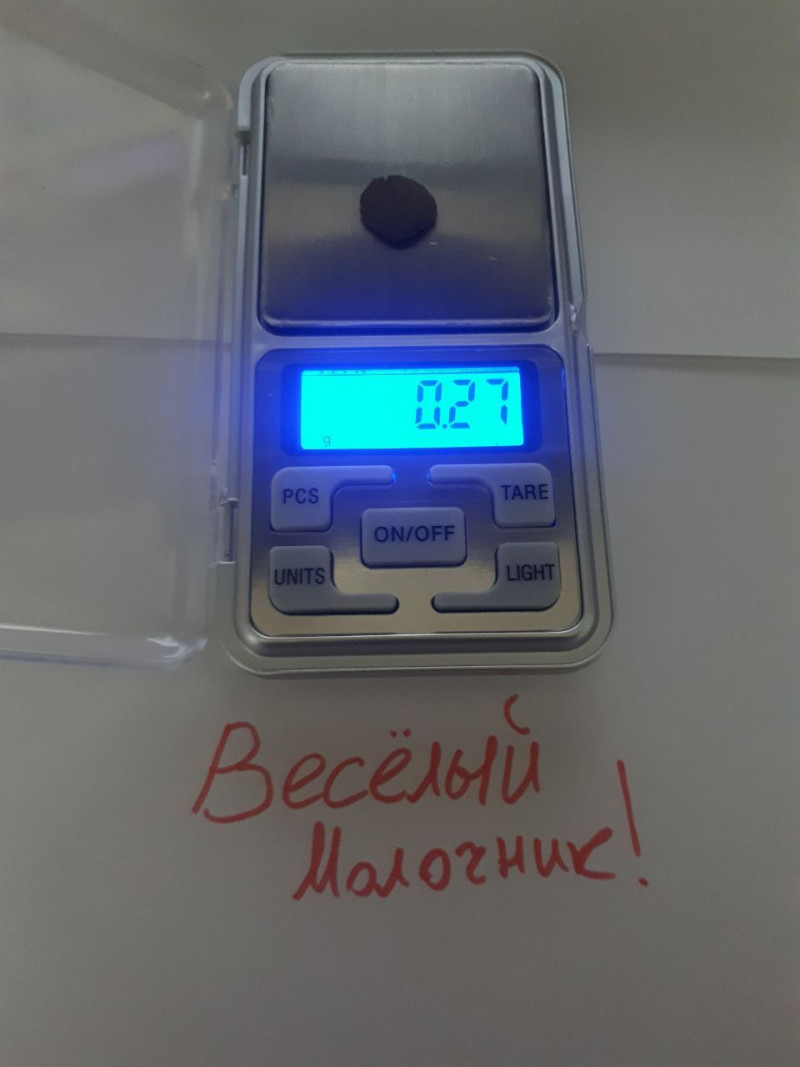 0.27
g
PCS
TARE
ON/OFF
UNITS
LIGHT
Весёлый
Молочник!